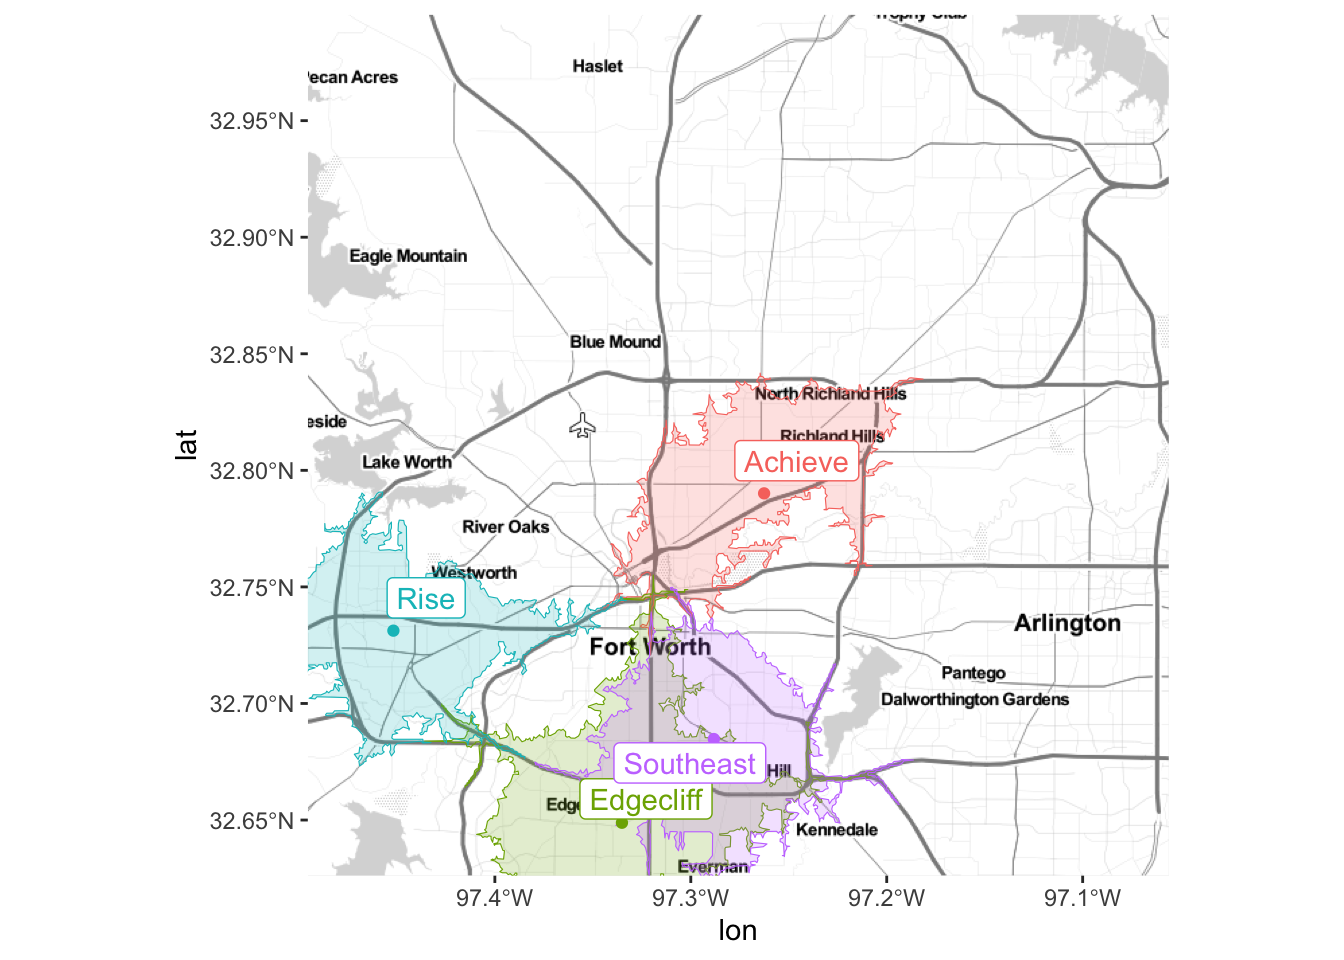 Trophy Club
Haslet
Pecan Acres
32.95°N
32.90°N
Eagle Mountain
32.85°N
Blue Mound
North Richland Hills
eside
Richland Hills
lat
Lake Worth
Achieve
32.80°N
River Oaks
Westworth
32.75°N
Rise
Arlington
Fort Worth
Pantego
32.70°N
Dalworthington Gardens
Southeast
Hill
Edgecliff
Edge
32.65°N
Kennedale
Everman
97.4°W
97.3°W
97.2°W
97.1°W
lon